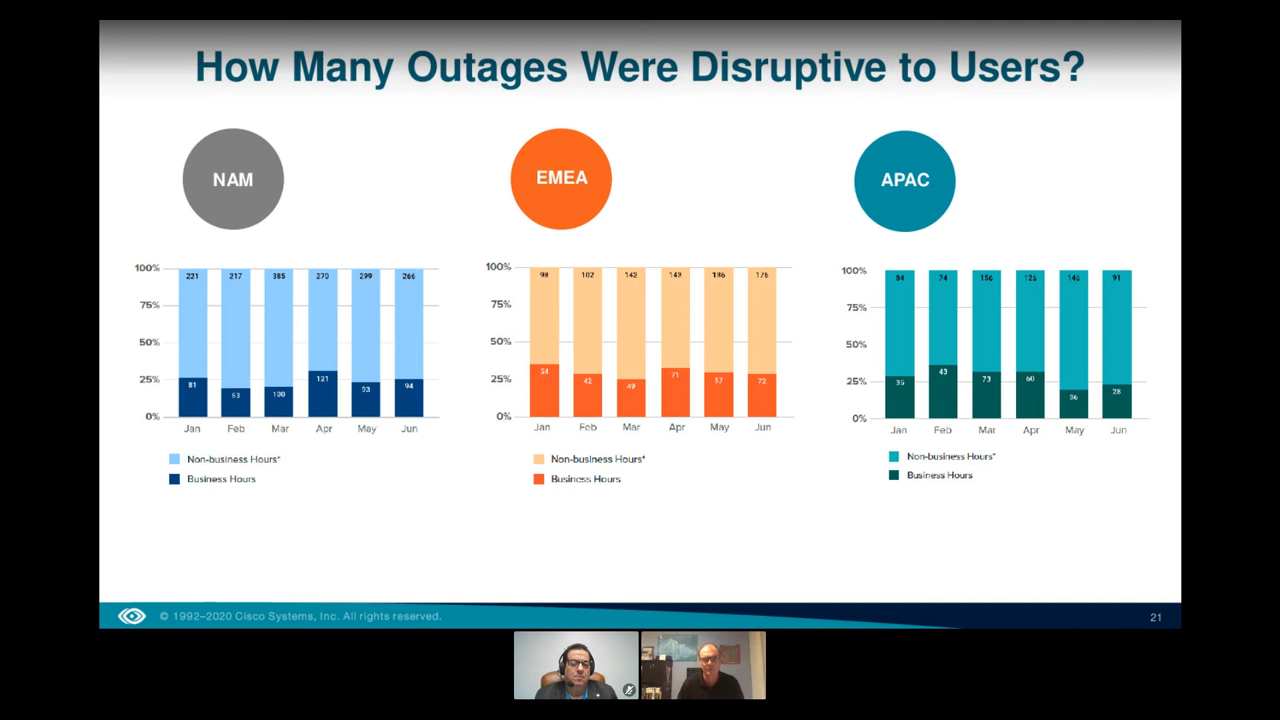 How Many Outages Were Disruptive to Users?
NAM
EMEA
APAC
100%
75%
50%
25%
0%
221 217 385 270 299 266
81 63 100 121 93 94
Jan Feb Mar Apr May Jun
Non-business Hours*
Business Hours
100%
75%
50%
25%
0%
98 102 142 143 136 176
54 42 49 71 57 72
Jan Feb Mar Apr May Jun
Non-business Hours*
Business Hours
100%
75%
50%
25%
0%
84 74 156 126 145 91
35 43 73 60 36 28
Jan Feb Mar Apr May Jun
Non-business Hours*
Business Hours
© 1992–2020 Cisco Systems, Inc. All rights reserved.
21